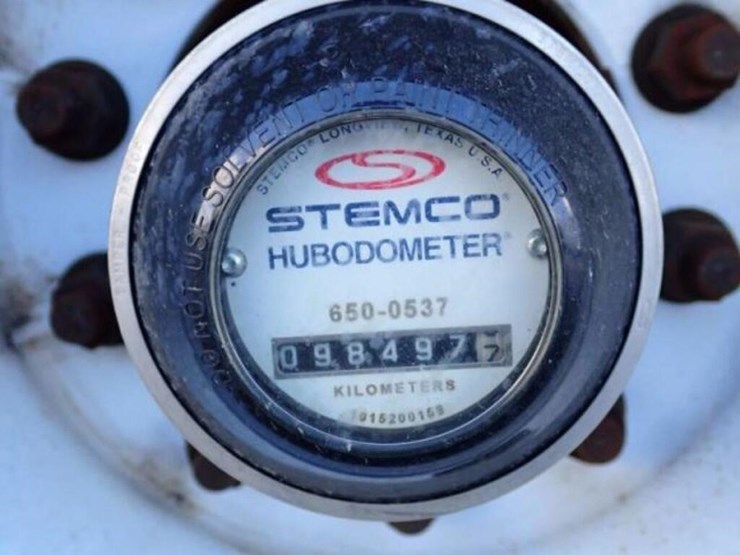 DO NOT USE SOLVENT OR PAINT THINNER
STEMCO® LONGVIEW, TEXAS U.S.A.
STEMCO®
HUBODOMETER®
650-0537
0984977
KILOMETERS